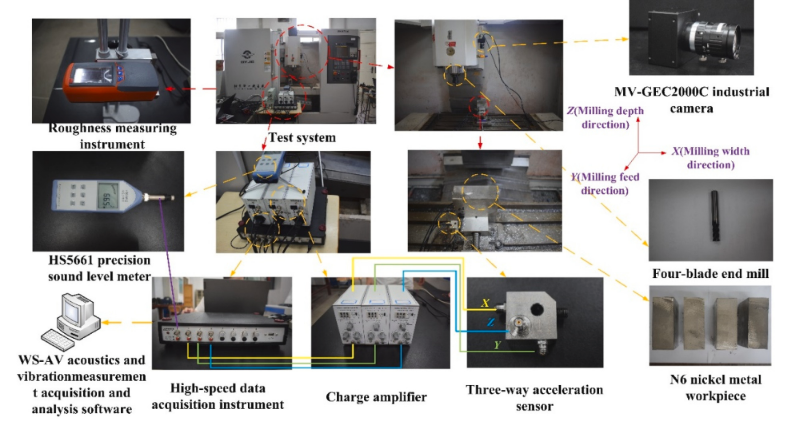 MV-GEC2000C industrial
camera
Roughness measuring
instrument
Test system
Z(Milling depth
direction)
X(Milling width
direction)
Y(Milling feed
direction)
HS5661 precision
sound level meter
Four-blade end mill
X
Z
Y
WS-AV acoustics and
vibrationmeasuremen
t acquisition and
analysis software
High-speed data
acquisition instrument
Charge amplifier
Three-way acceleration
sensor
N6 nickel metal
workpiece